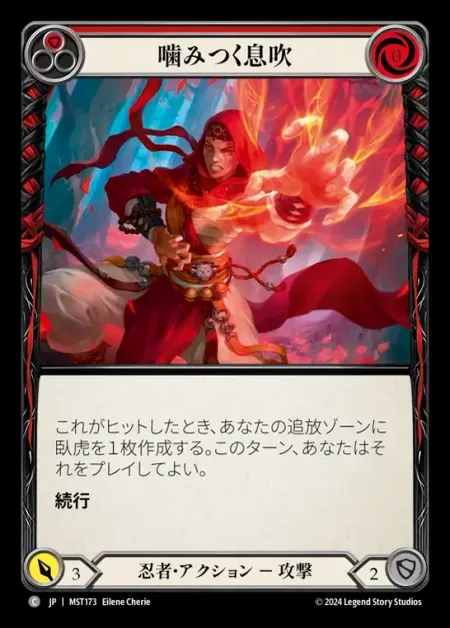 噛みつく息吹
0
これがヒットしたとき、あなたの追放ゾーンに
臥虎を1枚作成する。このターン、あなたはそ
れをプレイしてよい。
続行
3
忍者・アクション − 攻撃
2
C JP | MST173 Eilene Cherie
© 2024 Legend Story Studios